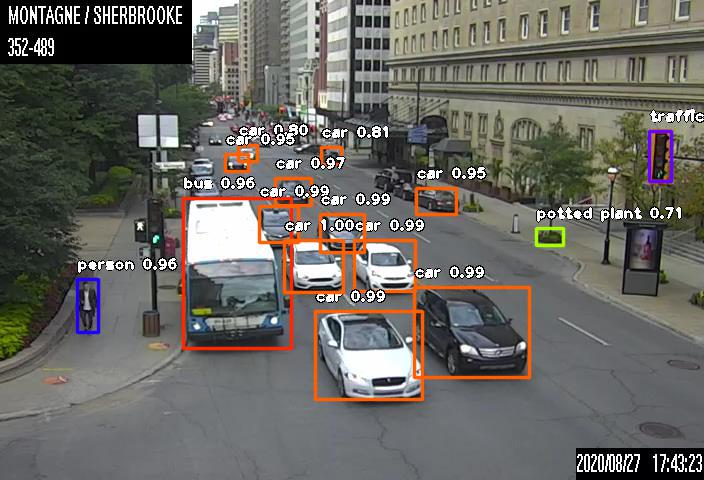 MONTAGNE / SHERBROOKE
352-489
traffic
car 0.80
car 0.81
car 0.95
car 0.97
car 0.95
bus 0.96
car 0.99
car 0.99
potted plant 0.71
car 1.00
car 0.99
person 0.96
car 0.99
car 0.99
2020/08/27 17:43:23